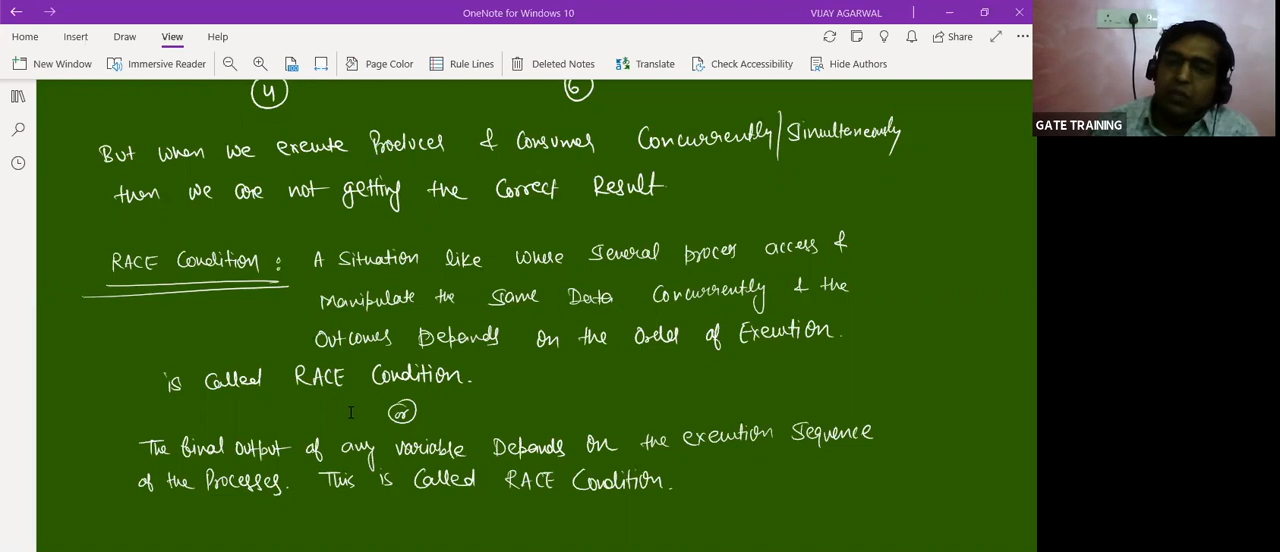 OneNote for Windows 10
VIJAY AGARWAL
Home Insert Draw View Help
Share
New Window Immersive Reader Page Color Rule Lines Deleted Notes Translate Check Accessibility Hide Authors
GATE TRAINING
4 6
But when we execute Producer & Consumer Concurrently/Simultaneously
then we are not getting the Correct Result
RACE Condition : A Situation like where Several process access &
Manipulate the Same Data Concurrently & the
Outcomes Depends on the Order of Execution.
is Called RACE Condition.
or
The final output of any variable Depends on the execution Sequence
of the Processes. This is Called RACE Condition.